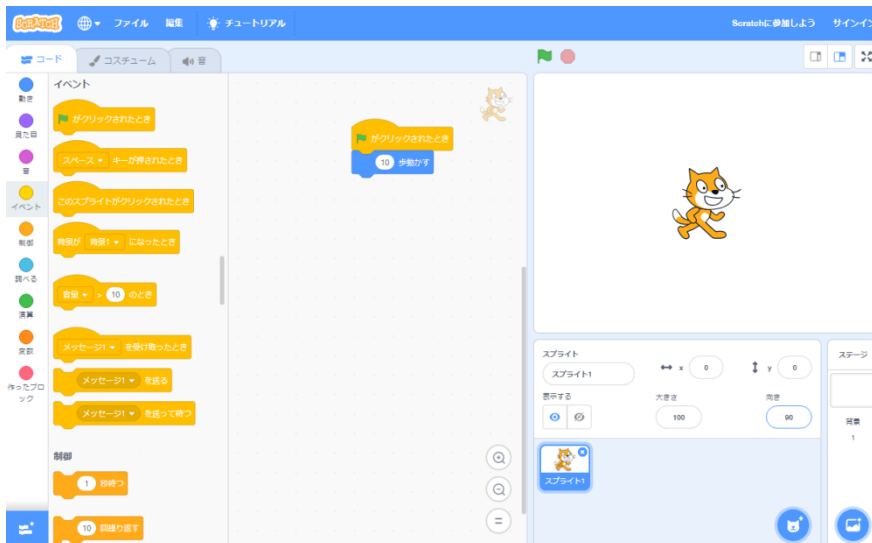 SCRATCH
ファイル 編集 チュートリアル Scratchに参加しよう サインイン
コード コスチューム 音
動き
見た目
音
イベント
制御
調べる
演算
変数
作ったブロック
イベント
がクリックされたとき
スペース キーが押されたとき
このスプライトがクリックされたとき
背景が 背景1 になったとき
音量 > 10 のとき
メッセージ1 を受け取ったとき
メッセージ1 を送る
メッセージ1 を送って待つ
制御
1 秒待つ
10 回繰り返す
がクリックされたとき
10 歩動かす
スプライト
スプライト1 x 0 y 0
表示する 大きさ 向き
100 90
スプライト1
ステージ
背景
1